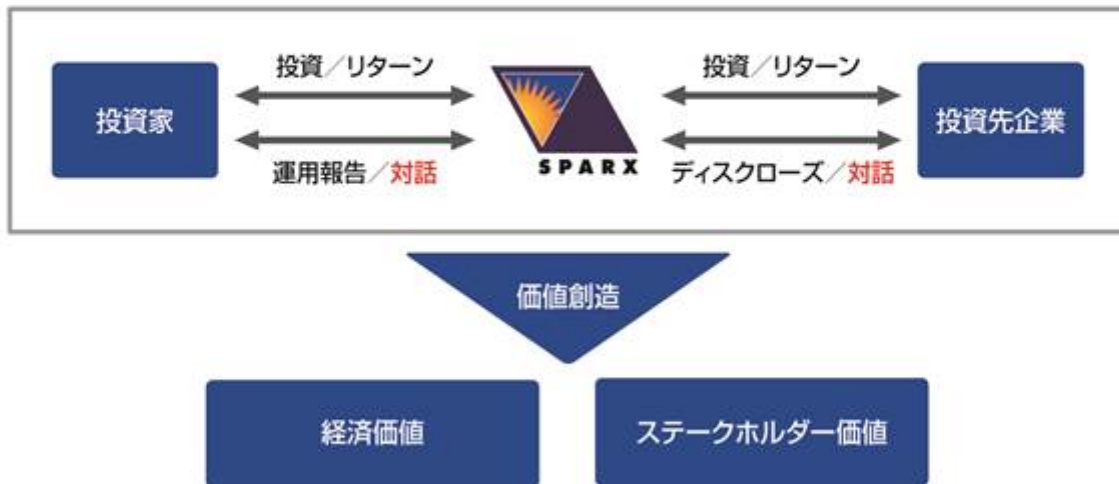 投資/リターン
投資/リターン
投資家
投資先企業
SPARX
運用報告/対話
ディスクローズ/対話
価値創造
経済価値
ステークホルダー価値